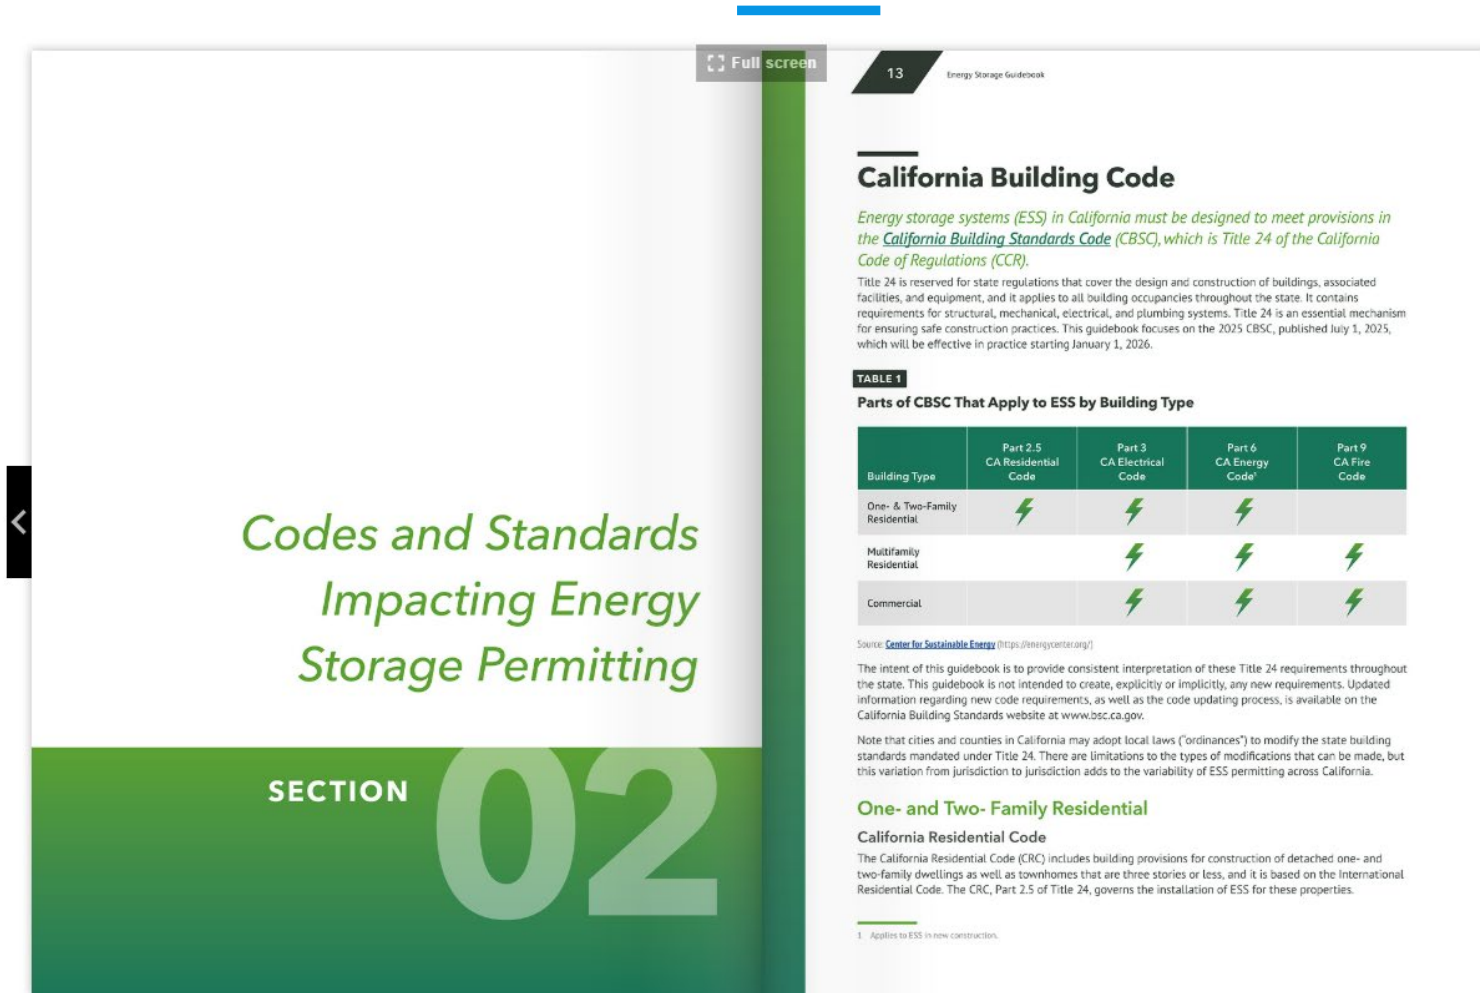 Full screen
Codes and Standards
Impacting Energy
Storage Permitting
SECTION
02
13
Energy Storage Guidebook
California Building Code
Energy storage systems (ESS) in California must be designed to meet provisions in
the California Building Standards Code (CBSC), which is Title 24 of the California
Code of Regulations (CCR).
Title 24 is reserved for state regulations that cover the design and construction of buildings, associated
facilities, and equipment, and it applies to all building occupancies throughout the state. It contains
requirements for structural, mechanical, electrical, and plumbing systems. Title 24 is an essential mechanism
for ensuring safe construction practices. This guidebook focuses on the 2025 CBSC, published July 1, 2025,
which will be effective in practice starting January 1, 2026.
TABLE 1
Parts of CBSC That Apply to ESS by Building Type
Building Type
Part 2.5
CA Residential
Code
Part 3
CA Electrical
Code
Part 6
CA Energy
Code¹
Part 9
CA Fire
Code
One- & Two-Family
Residential
Multifamily
Residential
Commercial
Source: Center for Sustainable Energy (https://energycenter.org/)
The intent of this guidebook is to provide consistent interpretation of these Title 24 requirements throughout
the state. This guidebook is not intended to create, explicitly or implicitly, any new requirements. Updated
information regarding new code requirements, as well as the code updating process, is available on the
California Building Standards website at www.bsc.ca.gov.
Note that cities and counties in California may adopt local laws ("ordinances") to modify the state building
standards mandated under Title 24. There are limitations to the types of modifications that can be made, but
this variation from jurisdiction to jurisdiction adds to the variability of ESS permitting across California.
One- and Two- Family Residential
California Residential Code
The California Residential Code (CRC) includes building provisions for construction of detached one- and
two-family dwellings as well as townhomes that are three stories or less, and it is based on the International
Residential Code. The CRC, Part 2.5 of Title 24, governs the installation of ESS for these properties.
1 Applies to ESS in new construction.